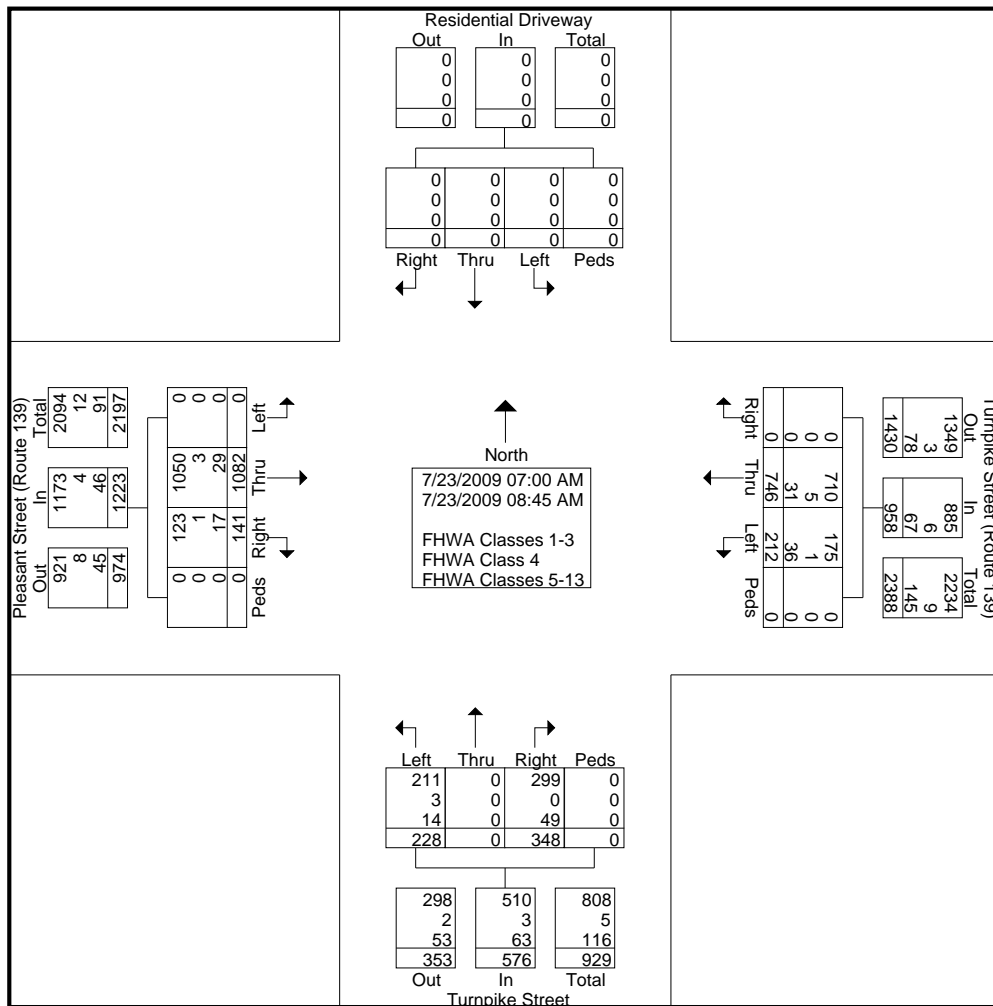 Residential Driveway
Out In Total
0 0 0
0 0 0
0 0 0
0 0 0
0 0 0 0
0 0 0 0
0 0 0 0
0 0 0 0
Right Thru Left Peds
Pleasant Street (Route 139)
Total In Out
2094 1173 921
12 4 8
91 46 45
2197 1223 974
0 1050 123 0
0 3 1 0
0 29 17 0
0 1082 141 0
Left Thru Right Peds
North
7/23/2009 07:00 AM
7/23/2009 08:45 AM
FHWA Classes 1-3
FHWA Class 4
FHWA Classes 5-13
Right Thru Left Peds
0 710 175 0
0 5 1 0
0 31 36 0
0 746 212 0
Turnpike Street (Route 139)
Out In Total
1349 885 2234
3 6 9
78 67 145
1430 958 2388
Left Thru Right Peds
211 0 299 0
3 0 0 0
14 0 49 0
228 0 348 0
298 510 808
2 3 5
53 63 116
353 576 929
Out In Total
Turnpike Street